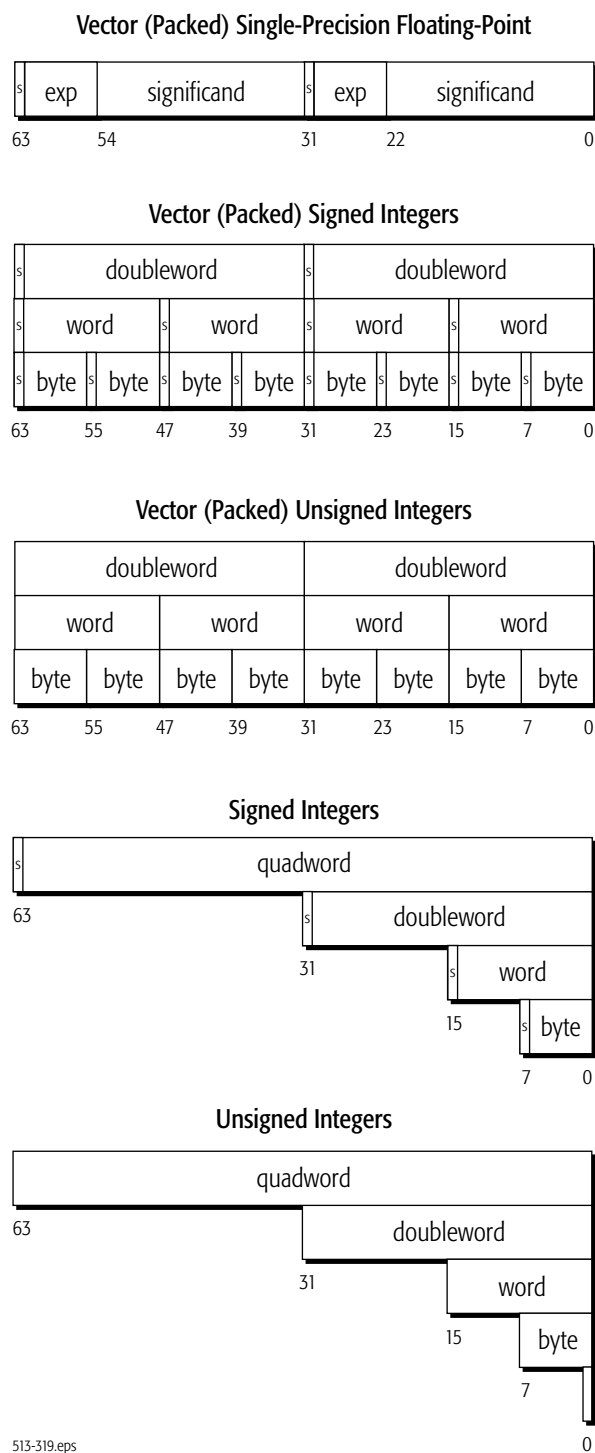 Vector (Packed) Single-Precision Floating-Point
s exp significand s exp significand
63 54 31 22 0
Vector (Packed) Signed Integers
s doubleword s doubleword
s word s word s word s word
s byte s byte s byte s byte s byte s byte s byte s byte
63 55 47 39 31 23 15 7 0
Vector (Packed) Unsigned Integers
doubleword doubleword
word word word word
byte byte byte byte byte byte byte byte
63 55 47 39 31 23 15 7 0
Signed Integers
s quadword
63 s doubleword
31 s word
15 s byte
7 0
Unsigned Integers
quadword
63 doubleword
31 word
15 byte
7
513-319.eps 0